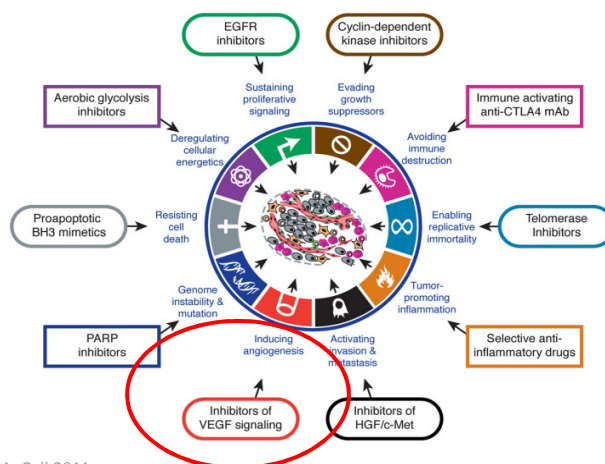 EGFR
inhibitors
Cyclin-dependent
kinase inhibitors
Sustaining
proliferative
signaling
Evading
growth
suppressors
Aerobic glycolysis
inhibitors
Immune activating
anti-CTLA4 mAb
Deregulating
cellular
energetics
Avoiding
immune
destruction
Proapoptotic
BH3 mimetics
Resisting
cell
death
Enabling
replicative
immortality
Telomerase
Inhibitors
Genome
instability &
mutation
Tumor-
promoting
inflammation
PARP
inhibitors
Inducing
angiogenesis
Activating
invasion &
metastasis
Selective anti-
inflammatory drugs
Inhibitors of
VEGF signaling
Inhibitors of
HGF/c-Met